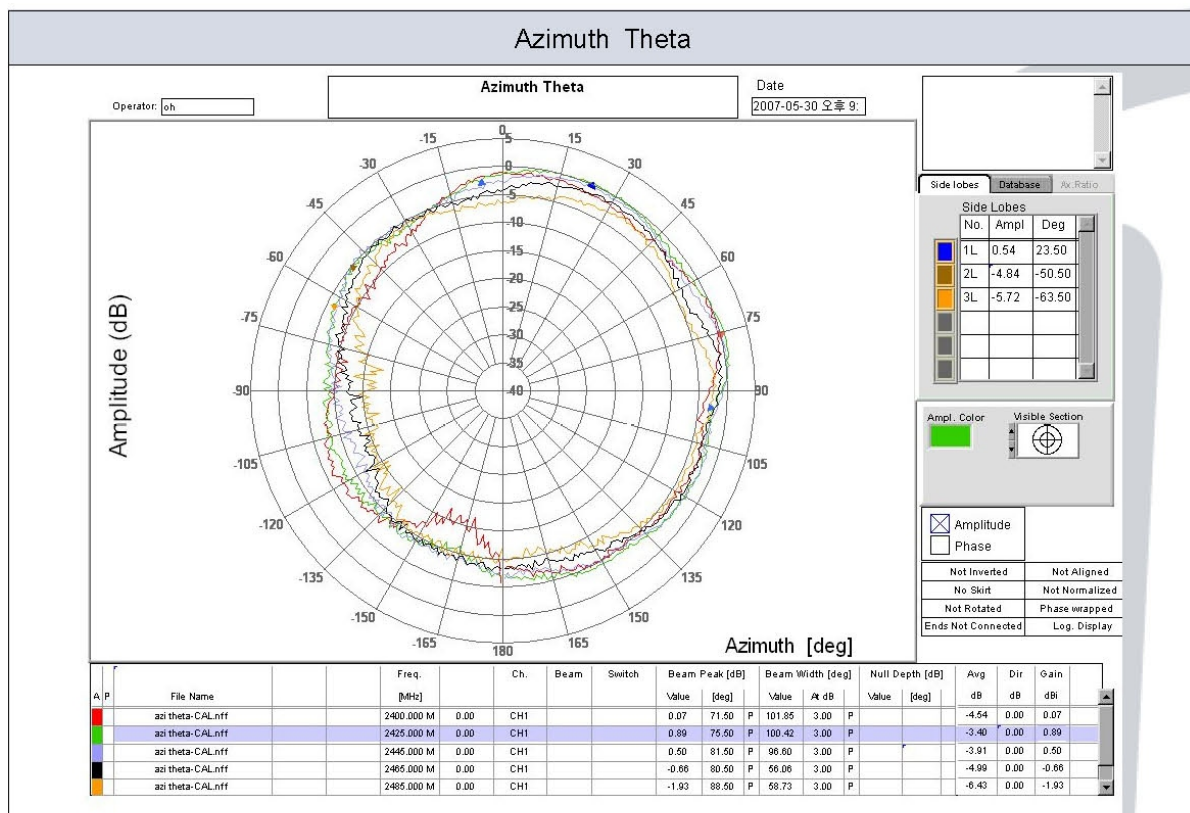 Azimuth Theta
Operator: oh
Azimuth Theta
Date
2007-05-30 오후 9:
Amplitude (dB)
0
15
30
45
60
75
90
105
120
135
150
165
180
-165
-150
-135
-120
-105
-90
-75
-60
-45
-30
-15
5
0
-5
-10
-15
-20
-25
-30
-35
-40
Azimuth [deg]
Side lobes Database Ax.Ratio
Side Lobes
No. Ampl Deg
1L 0.54 23.50
2L -4.84 -50.50
3L -5.72 -63.50
Ampl. Color Visible Section
Amplitude
Phase
Not Inverted Not Aligned
No Skirt Not Normalized
Not Rotated Phase wrapped
Ends Not Connected Log. Display
Freq. Ch. Beam Switch Beam Peak [dB] Beam Width [deg] Null Depth [dB] Avg Dir Gain
A P File Name [MHz] Value [deg] Value At dB Value [deg] dB dB dBi
azi theta-CAL.nff 2400.000 M 0.00 CH1 0.07 71.50 P 101.85 3.00 P -4.54 0.00 0.07
azi theta-CAL.nff 2425.000 M 0.00 CH1 0.89 75.50 P 100.42 3.00 P -3.40 0.00 0.89
azi theta-CAL.nff 2445.000 M 0.00 CH1 0.50 81.50 P 96.60 3.00 P -3.91 0.00 0.50
azi theta-CAL.nff 2465.000 M 0.00 CH1 -0.66 80.50 P 56.06 3.00 P -4.99 0.00 -0.66
azi theta-CAL.nff 2485.000 M 0.00 CH1 -1.93 88.50 P 58.73 3.00 P -6.43 0.00 -1.93